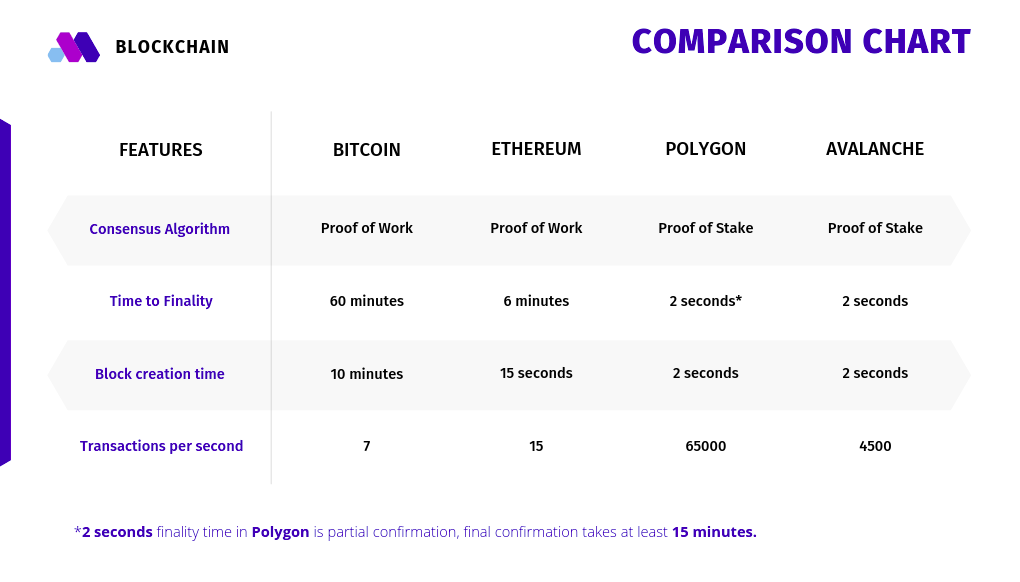 BLOCKCHAIN
COMPARISON CHART
FEATURES BITCOIN ETHEREUM POLYGON AVALANCHE
Consensus Algorithm Proof of Work Proof of Work Proof of Stake Proof of Stake
Time to Finality 60 minutes 6 minutes 2 seconds* 2 seconds
Block creation time 10 minutes 15 seconds 2 seconds 2 seconds
Transactions per second 7 15 65000 4500
*2 seconds finality time in Polygon is partial confirmation, final confirmation takes at least 15 minutes.